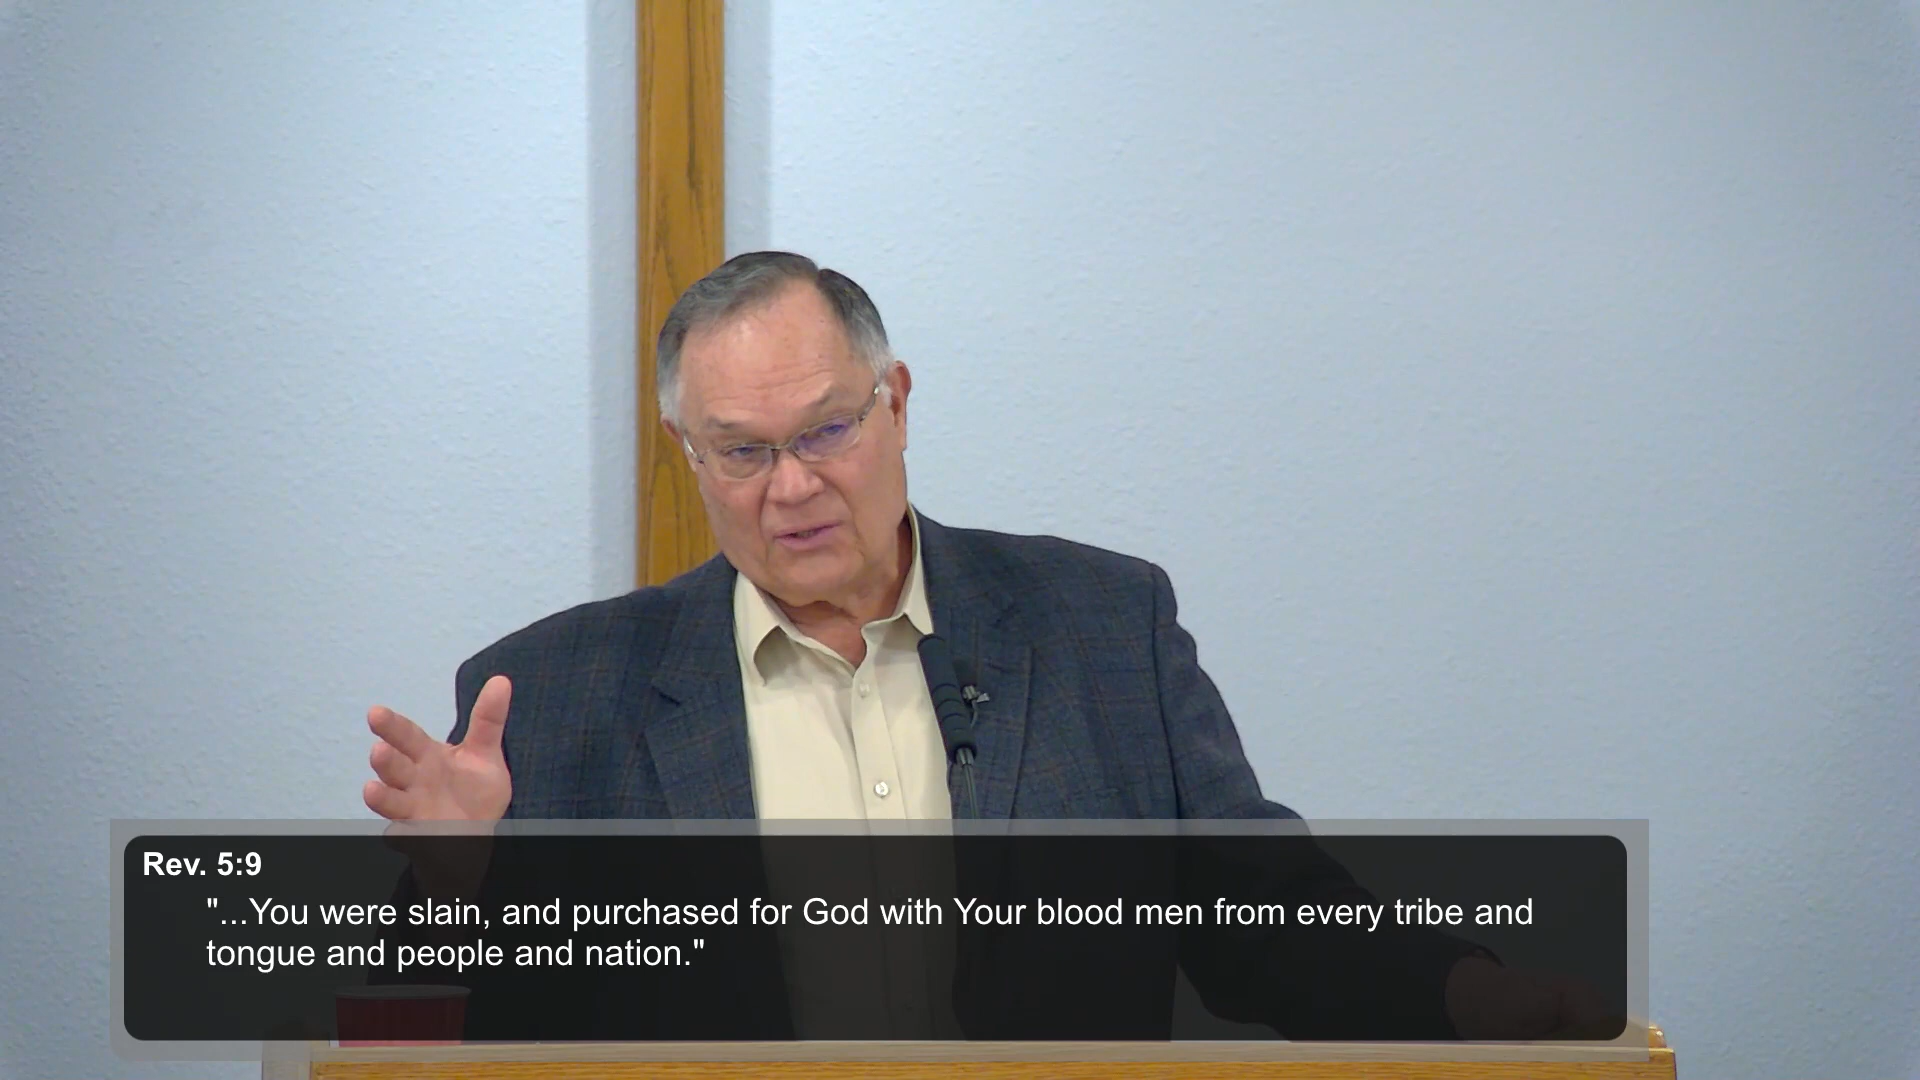 Rev. 5:9
"...You were slain, and purchased for God with Your blood men from every tribe and
tongue and people and nation."